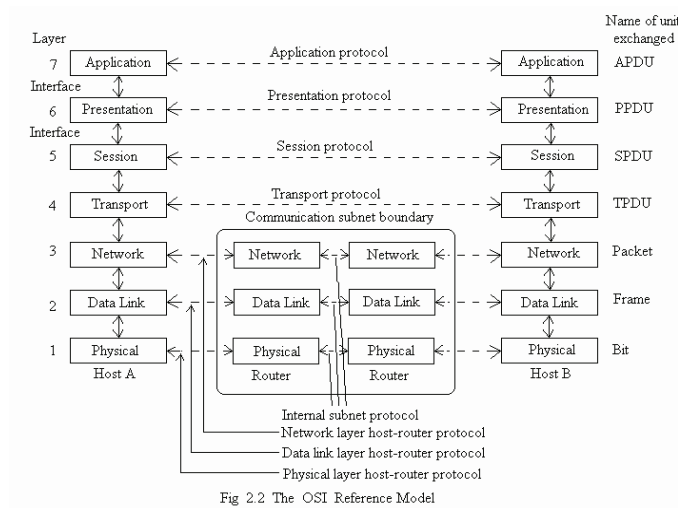 Name of unit
exchanged
Layer
7 Application Application protocol Application APDU
Interface
6 Presentation Presentation protocol Presentation PPDU
Interface
5 Session Session protocol Session SPDU
4 Transport Transport protocol Transport TPDU
Communication subnet boundary
3 Network Network Network Network Packet
2 Data Link Data Link Data Link Data Link Frame
1 Physical Physical Physical Physical Bit
Host A Router Router Host B
Internal subnet protocol
Network layer host-router protocol
Data link layer host-router protocol
Physical layer host-router protocol
Fig 2.2 The OSI Reference Model